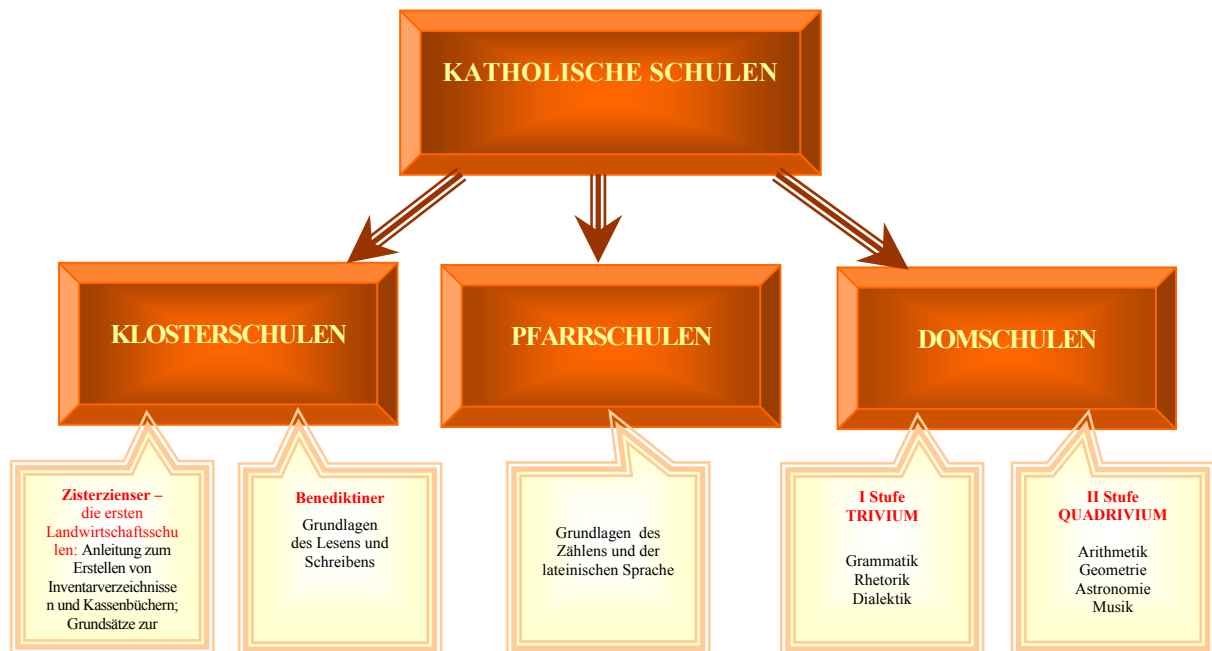 KATHOLISCHE SCHULEN
KLOSTERSCHULEN
PFARRSCHULEN
DOMSCHULEN
Zisterzienser –
die ersten
Landwirtschaftsschu
len: Anleitung zum
Erstellen von
Inventarverzeichnisse
n und Kassenbüchern;
Grundsätze zur
Benediktiner
Grundlagen
des Lesens und
Schreibens
Grundlagen des
Zählens und der
lateinischen Sprache
I Stufe
TRIVIUM
Grammatik
Rhetorik
Dialektik
II Stufe
QUADRIVIUM
Arithmetik
Geometrie
Astronomie
Musik